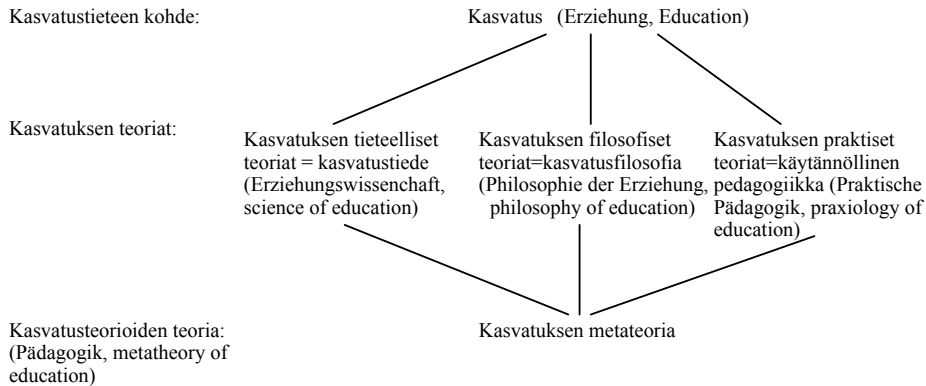 Kasvatustieteen kohde:
Kasvatus (Erziehung, Education)
Kasvatuksen teoriat:
Kasvatuksen tieteelliset
teoriat = kasvatustiede
(Erziehungswissenchaft,
science of education)
Kasvatuksen filosofiset
teoriat=kasvatusfilosofia
(Philosophie der Erziehung,
philosophy of education)
Kasvatuksen praktiset
teoriat=käytännöllinen
pedagogiikka (Praktische
Pädagogik, praxiology of
education)
Kasvatusteorioiden teoria:
(Pädagogik, metatheory of
education)
Kasvatuksen metateoria